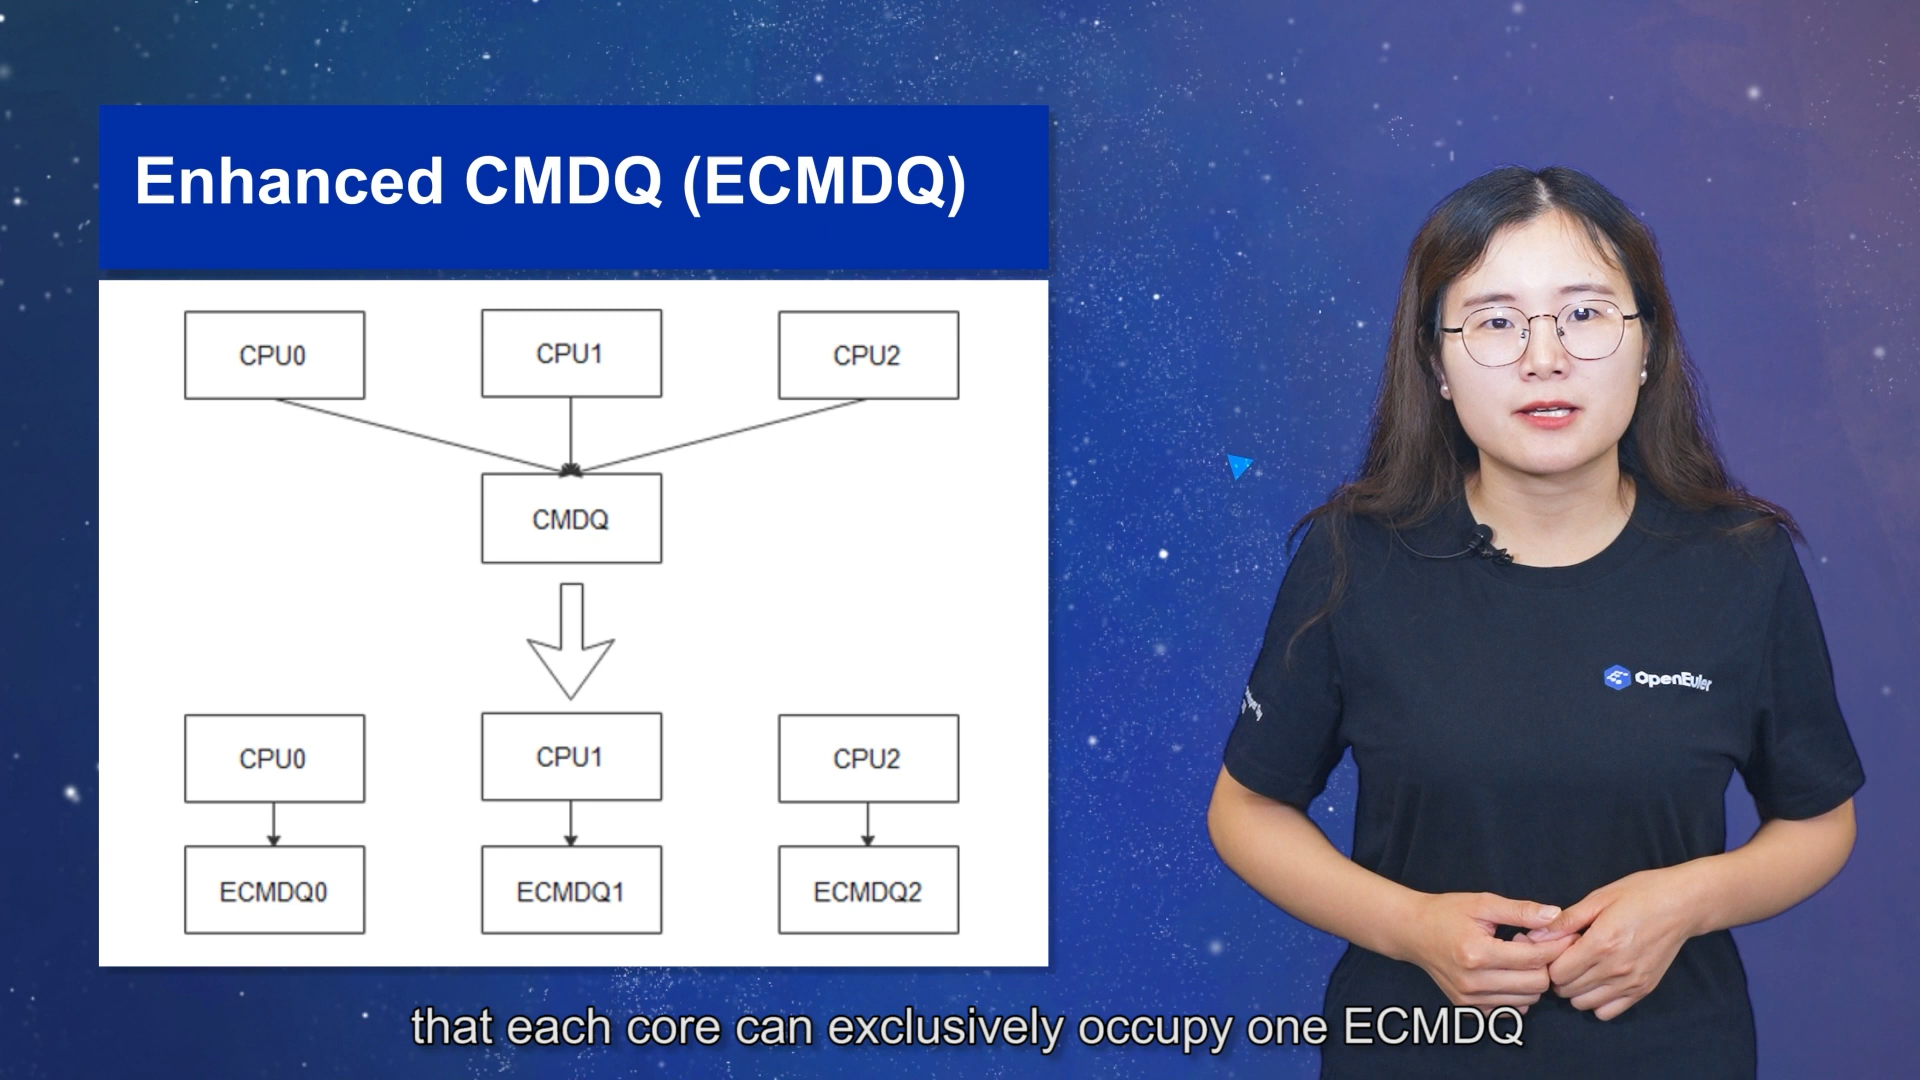 Enhanced CMDQ (ECMDQ)
CPU0
CPU1
CPU2
CMDQ
CPU0
CPU1
CPU2
ECMDQ0
ECMDQ1
ECMDQ2
OpenEuler
that each core can exclusively occupy one ECMDQ